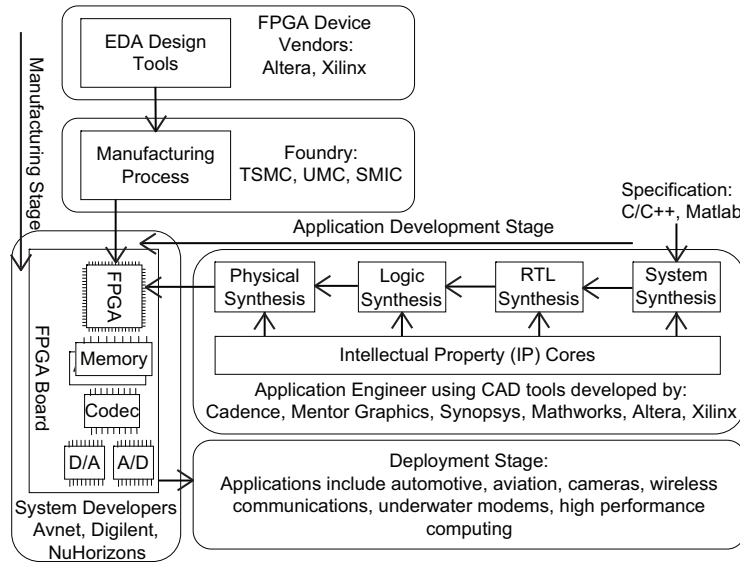 EDA Design
Tools
FPGA Device
Vendors:
Altera, Xilinx
Manufacturing Stage
Manufacturing
Process
Foundry:
TSMC, UMC, SMIC
Specification:
C/C++, Matlab
Application Development Stage
FPGA Board
FPGA
Memory
Codec
D/A
A/D
System Developers
Avnet, Digilent,
NuHorizons
Physical
Synthesis
Logic
Synthesis
RTL
Synthesis
System
Synthesis
Intellectual Property (IP) Cores
Application Engineer using CAD tools developed by:
Cadence, Mentor Graphics, Synopsys, Mathworks, Altera, Xilinx
Deployment Stage:
Applications include automotive, aviation, cameras, wireless
communications, underwater modems, high performance
computing